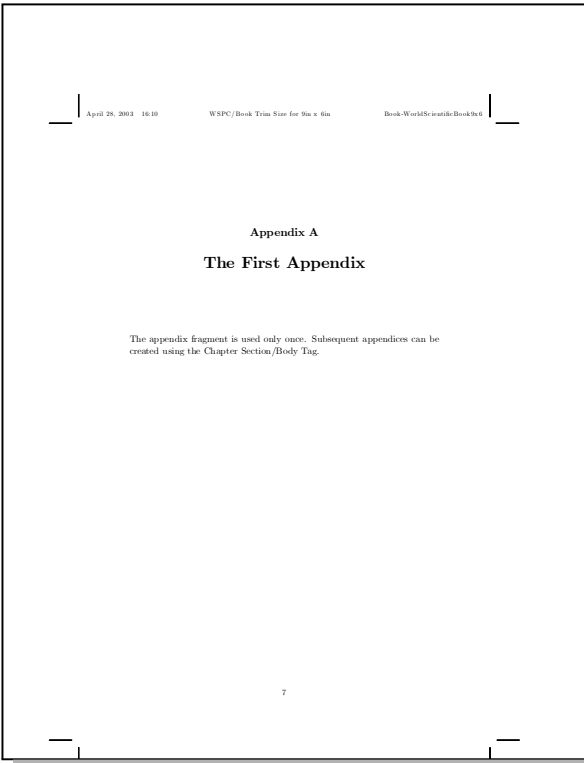 April 28, 2003 16:10 WSPC/Book Trim Size for 9in x 6in Book-WorldScientificBook9x6
Appendix A
The First Appendix
The appendix fragment is used only once. Subsequent appendices can be
created using the Chapter Section/Body Tag.
7